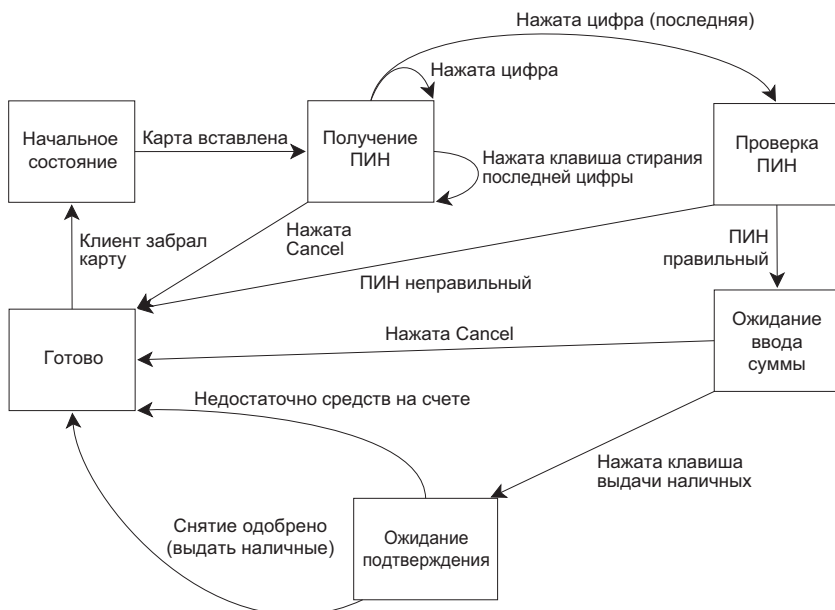 Нажата цифра (последняя)
Нажата цифра
Начальное
состояние
Карта вставлена
Получение
ПИН
Нажата клавиша стирания
последней цифры
Проверка
ПИН
Клиент забрал
карту
Нажата
Cancel
ПИН неправильный
ПИН
правильный
Готово
Нажата Cancel
Ожидание
ввода
суммы
Недостаточно средств на счете
Нажата клавиша
выдачи наличных
Снятие одобрено
(выдать наличные)
Ожидание
подтверждения